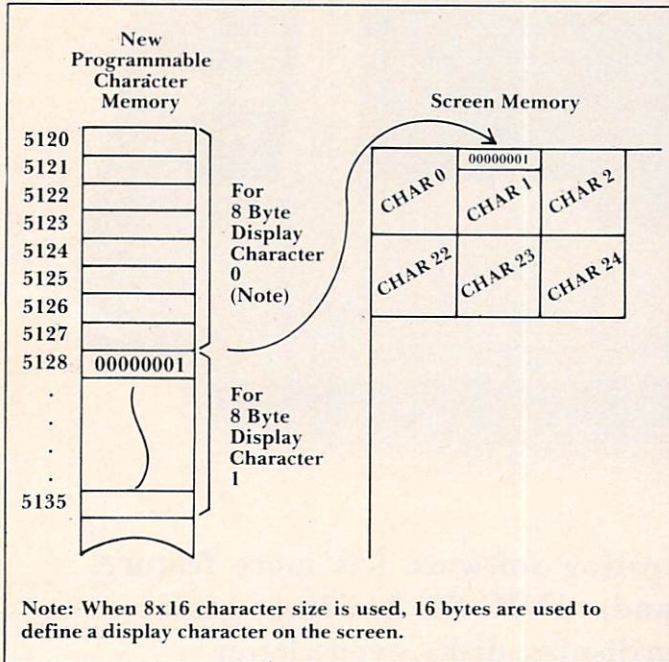 New
Programmable
Character
Memory
5120
5121
5122
5123
5124
5125
5126
5127
5128
00000001
.
.
.
.
5135
For
8 Byte
Display
Character
0
(Note)
For
8 Byte
Display
Character
1
Screen Memory
00000001
CHAR 0
CHAR 1
CHAR 2
CHAR 22
CHAR 23
CHAR 24
Note: When 8x16 character size is used, 16 bytes are used to
define a display character on the screen.